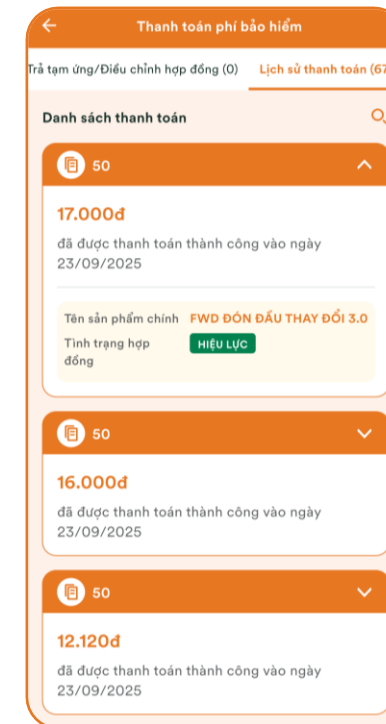 Thanh toán phí bảo hiểm
Trả tạm ứng/Điều chỉnh hợp đồng (0) Lịch sử thanh toán (67
Danh sách thanh toán
50
17.000đ
đã được thanh toán thành công vào ngày
23/09/2025
Tên sản phẩm chính FWD ĐÓN ĐẦU THAY ĐỔI 3.0
Tình trạng hợp
đồng
HIỆU LỰC
50
16.000đ
đã được thanh toán thành công vào ngày
23/09/2025
50
12.120đ
đã được thanh toán thành công vào ngày
23/09/2025